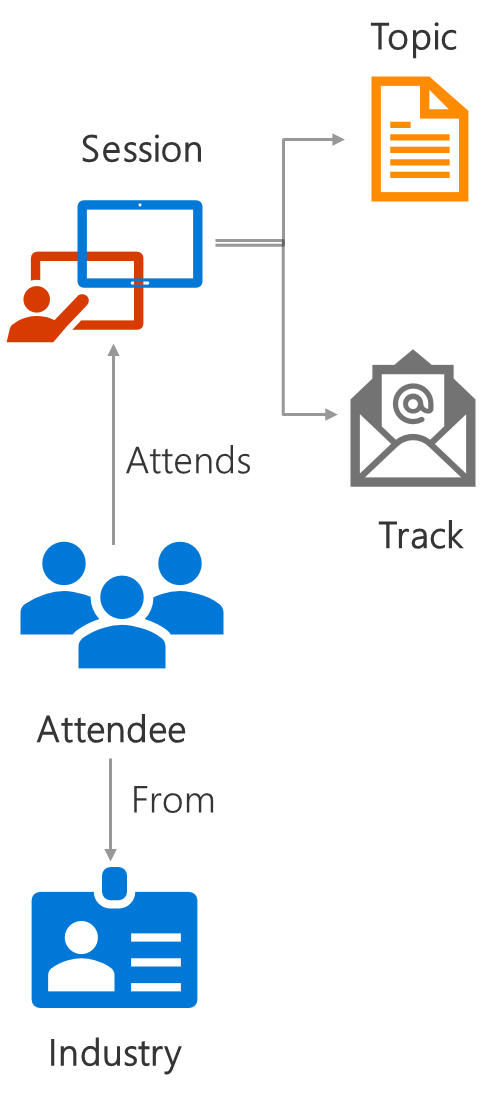 Topic
Session
Attends
Track
Attendee
From
Industry